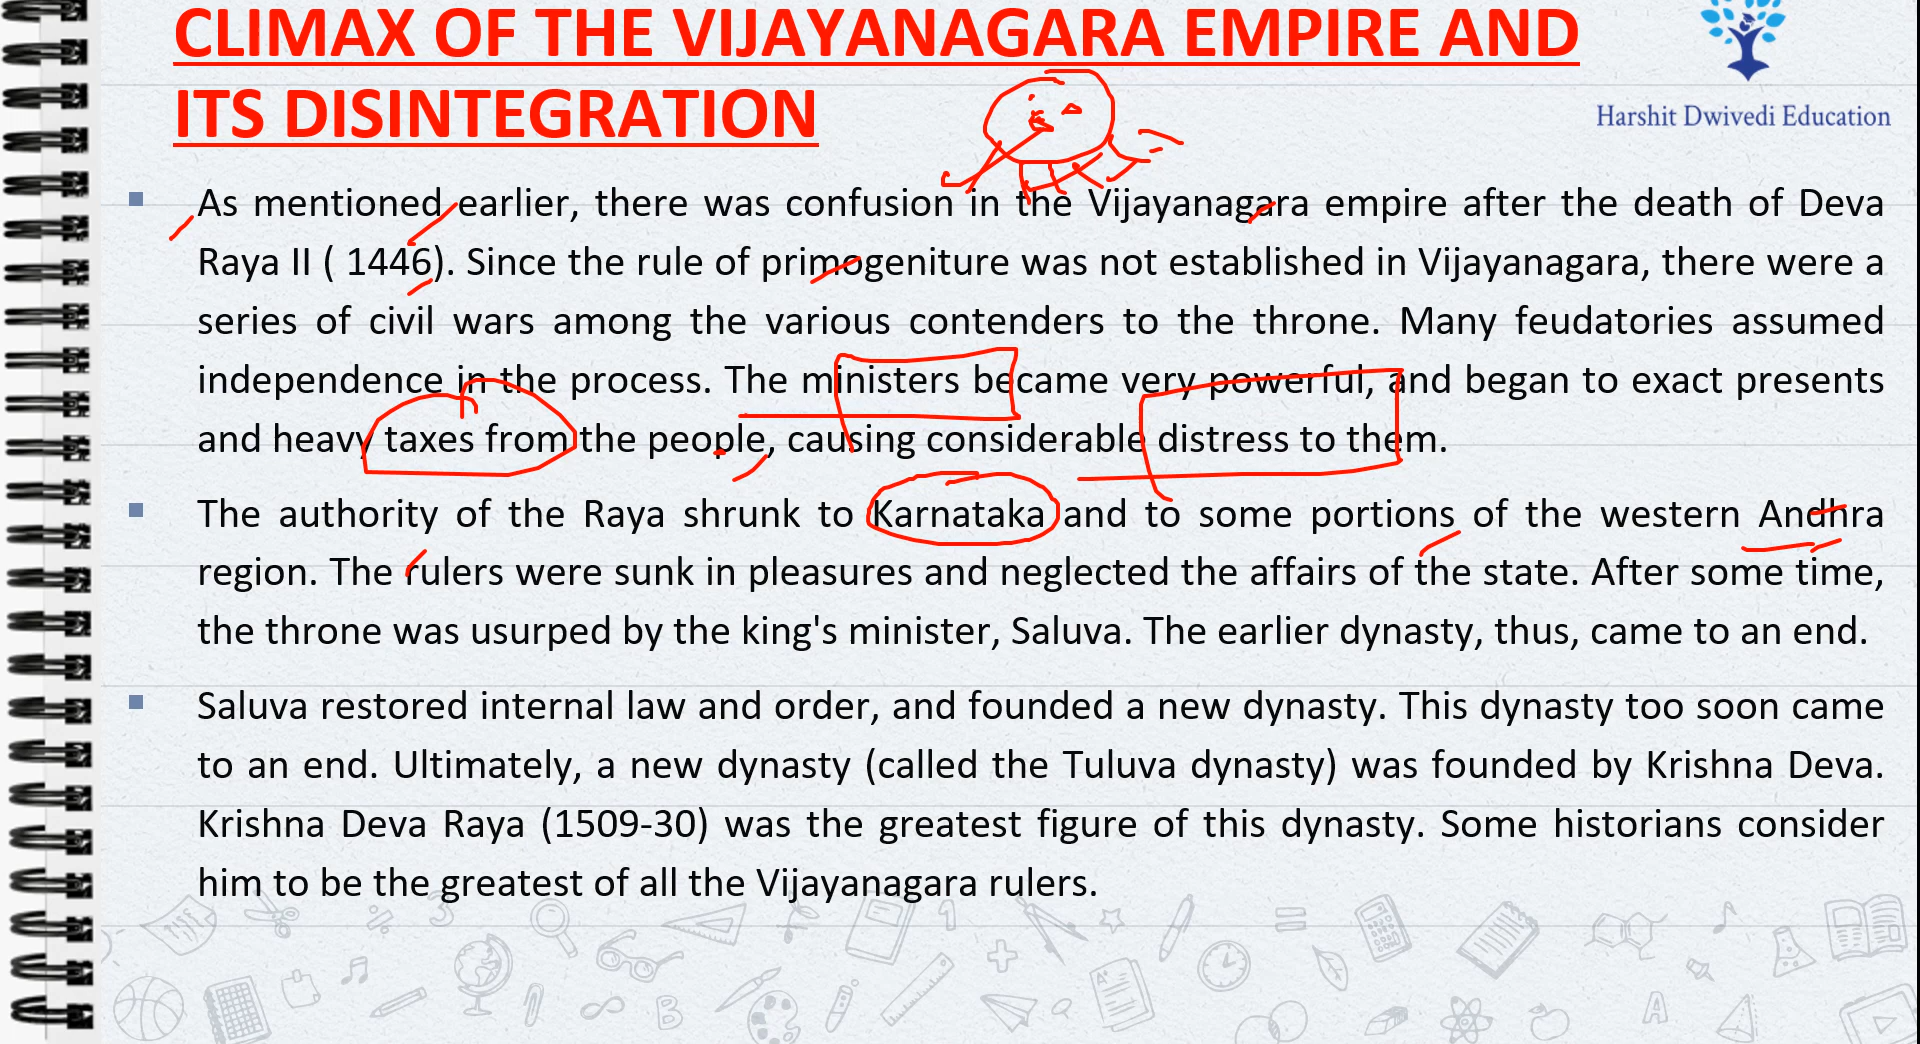 CLIMAX OF THE VIJAYANAGARA EMPIRE AND
ITS DISINTEGRATION
Harshit Dwivedi Education
As mentioned earlier, there was confusion in the Vijayanagara empire after the death of Deva
Raya II ( 1446). Since the rule of primogeniture was not established in Vijayanagara, there were a
series of civil wars among the various contenders to the throne. Many feudatories assumed
independence in the process. The ministers became very powerful, and began to exact presents
and heavy taxes from the people, causing considerable distress to them.
The authority of the Raya shrunk to Karnataka and to some portions of the western Andhra
region. The rulers were sunk in pleasures and neglected the affairs of the state. After some time,
the throne was usurped by the king's minister, Saluva. The earlier dynasty, thus, came to an end.
Saluva restored internal law and order, and founded a new dynasty. This dynasty too soon came
to an end. Ultimately, a new dynasty (called the Tuluva dynasty) was founded by Krishna Deva.
Krishna Deva Raya (1509-30) was the greatest figure of this dynasty. Some historians consider
him to be the greatest of all the Vijayanagara rulers.